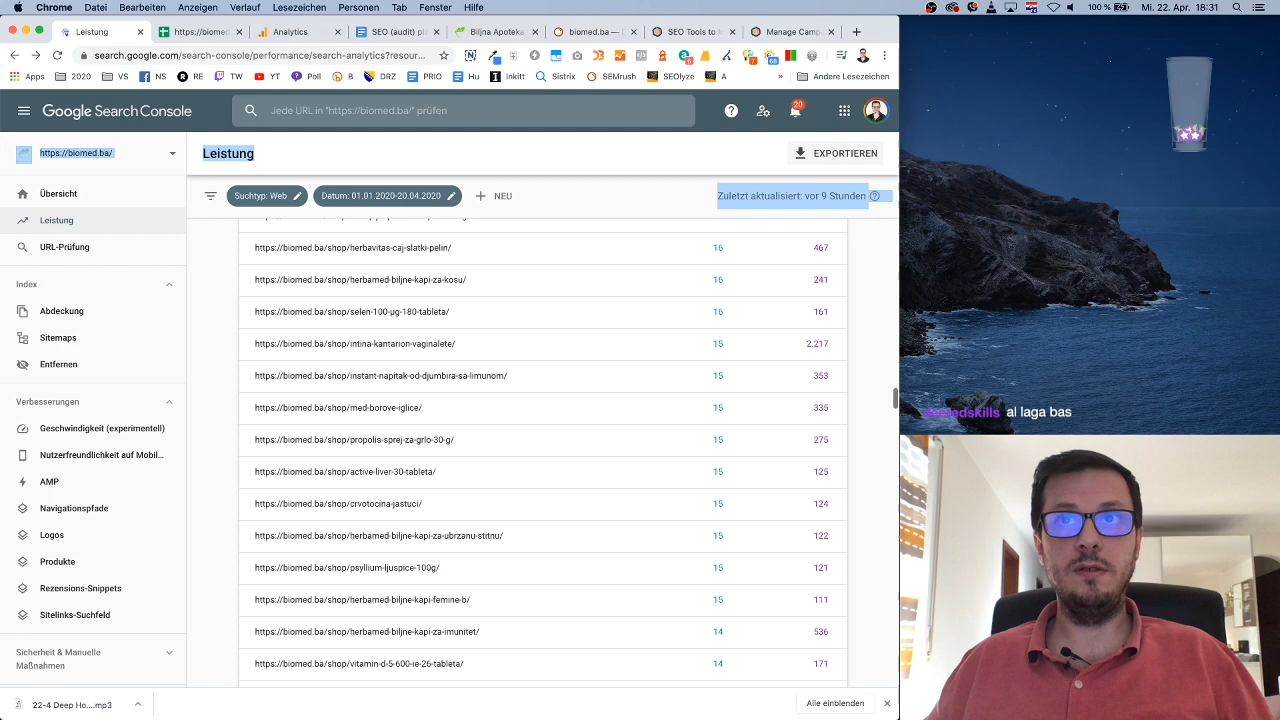 Chrome Datei Bearbeiten Anzeigen Verlauf Lesezeichen Personen Tab Fenster Hilfe 100 % Mi. 22. Apr. 18:31
Leistung https://biomed Analytics SEO (audit) pl Biljna Apoteka biomed.ba — C SEO Tools to I Manage Camp
search.google.com/search-console/performance/search-analytics?resour...
Apps 2020 VS NS RE TW YT Poll B DRZ PRIO Hu Inkitt Sistrix SEMrush SEOlyze A » Andere Lesezeichen
Google Search Console Jede URL in "https://biomed.ba/" prüfen 20
https://biomed.ba/ Leistung EXPORTIEREN
Suchtyp: Web Datum: 01.01.2020-20.04.2020 NEU Zuletzt aktualisiert: vor 9 Stunden
Übersicht
Leistung
URL-Prüfung
Index
Abdeckung
Sitemaps
Entfernen
Verbesserungen
Geschwindigkeit (experimentell)
Nutzerfreundlichkeit auf Mobil...
AMP
Navigationspfade
Logos
Produkte
Rezensions-Snippets
Sitelinks-Suchfeld
Sicherheit & Manuelle
Maßnahmen
https://biomed.ba/shop/herbavitas-caj-slatki-pelin/ 16 467
https://biomed.ba/shop/herbamed-biljne-kapi-za-kosu/ 16 241
https://biomed.ba/shop/selen-100-µg-180-tableta/ 16 161
https://biomed.ba/shop/intina-kantarion-vaginalete/ 15 2.217
https://biomed.ba/shop/instant-napitak-od-djumbira-sa-limunom/ 15 353
https://biomed.ba/shop/med-borove-iglice/ 15 335
https://biomed.ba/shop/propolis-sprej-za-grlo-30-g/ 15 275
https://biomed.ba/shop/active-liver-30-tableta/ 15 125
https://biomed.ba/shop/crvotocina-jastuci/ 15 124
https://biomed.ba/shop/herbamed-biljne-kapi-za-ubrzanu-stitnu/ 15 122
https://biomed.ba/shop/psyllium-ljuspice-100g/ 15 121
https://biomed.ba/shop/herbamed-biljne-kapi-femine-b/ 15 111
https://biomed.ba/shop/herbamed-biljne-kapi-za-imunitet/ 14 536
https://biomed.ba/shop/vitamin-d-5-600-ie-26-tableta/ 14 171
al laga bas
22-4 Deep Ho....mp3 Alle einblenden